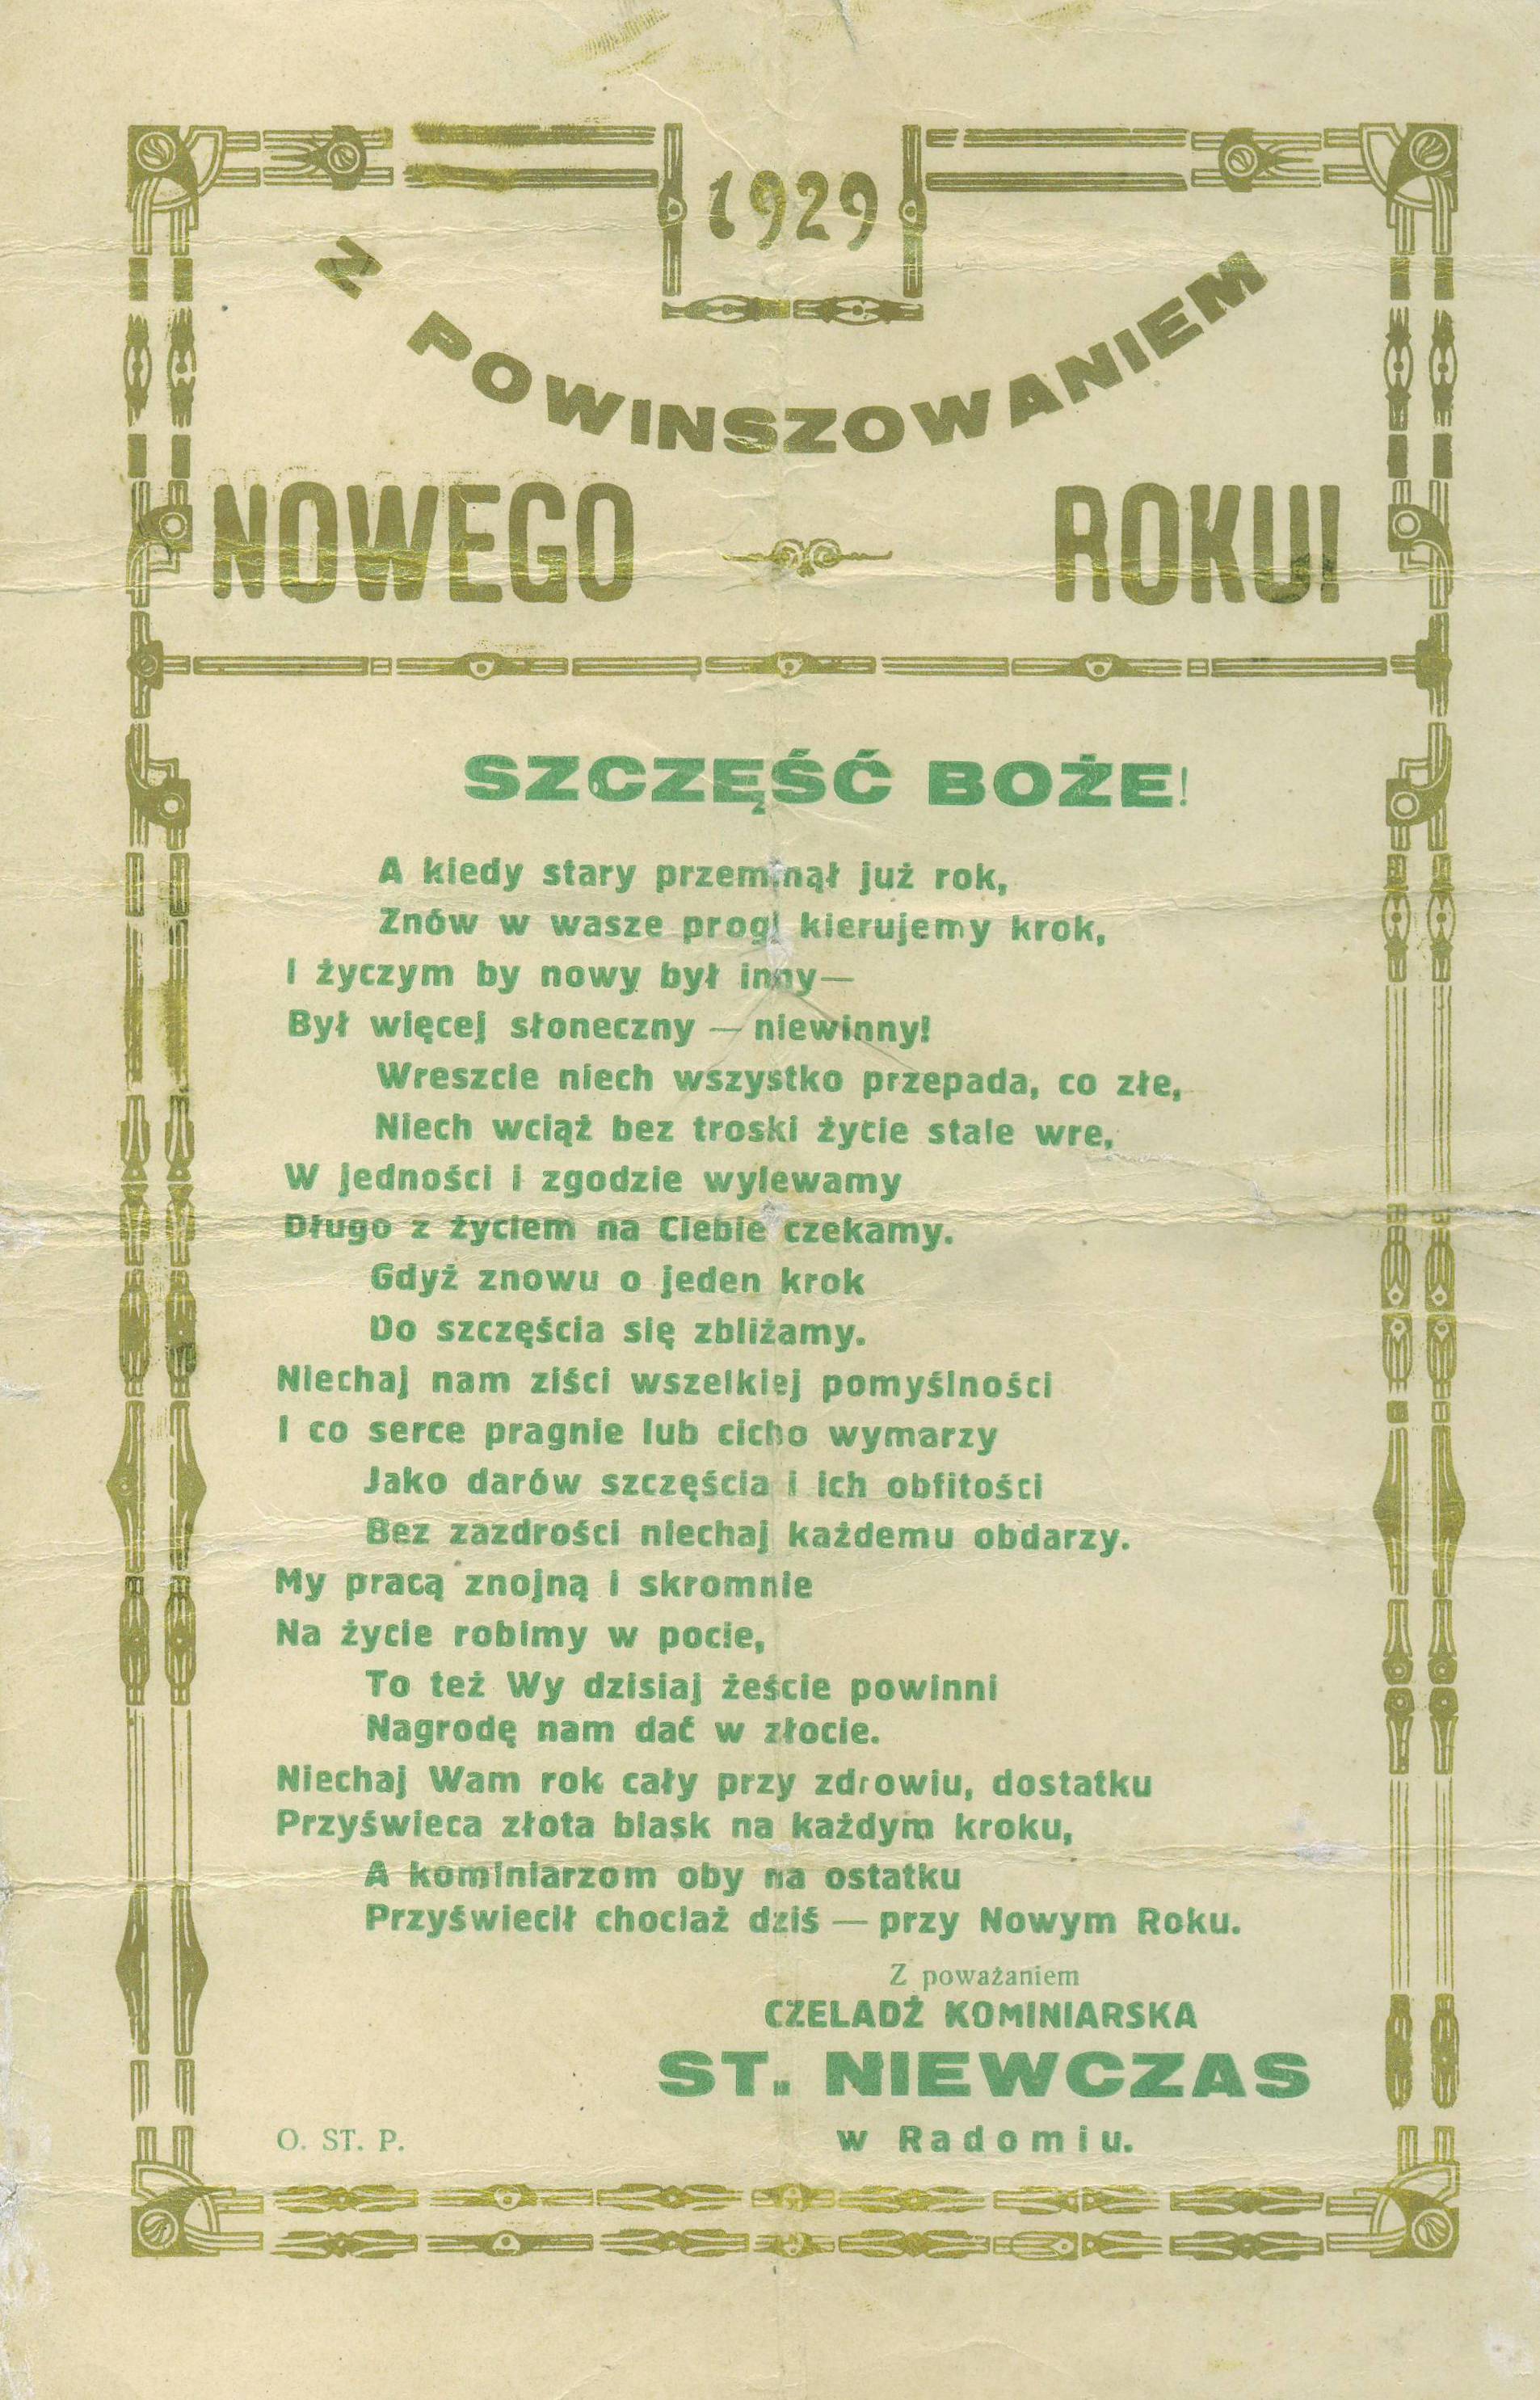 1929
Z POWINSZOWANIEM
NOWEGO ROKU!
SZCZĘŚĆ BOŻE!
A kiedy stary przeminął już rok,
Znów w wasze progi kierujemy krok,
I życzym by nowy był inny—
Był więcej słoneczny — niewinny!
Wreszcie niech wszystko przepada, co złe,
Niech wciąż bez troski życie stale wre,
W jedności i zgodzie wylewamy
Długo z życiem na Ciebie czekamy.
Gdyż znowu o jeden krok
Do szczęścia się zbliżamy.
Niechaj nam ziści wszelkiej pomyślności
I co serce pragnie lub cicho wymarzy
Jako darów szczęścia i ich obfitości
Bez zazdrości niechaj każdemu obdarzy.
My pracą znojną i skromnie
Na życie robimy w pocie,
To też Wy dzisiaj żeście powinni
Nagrodę nam dać w złocie.
Niechaj Wam rok cały przy zdrowiu, dostatku
Przyświeca złota blask na każdym kroku,
A kominiarzom oby na ostatku
Przyświecił chociaż dziś — przy Nowym Roku.
Z poważaniem
CZELADŹ KOMINIARSKA
ST. NIEWCZAS
w Radomiu.
O. ST. P.